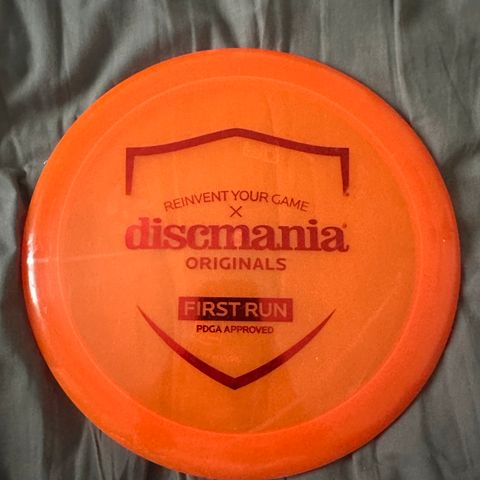 REINVENT YOUR GAME
×
discmania®
ORIGINALS
FIRST RUN
PDGA APPROVED